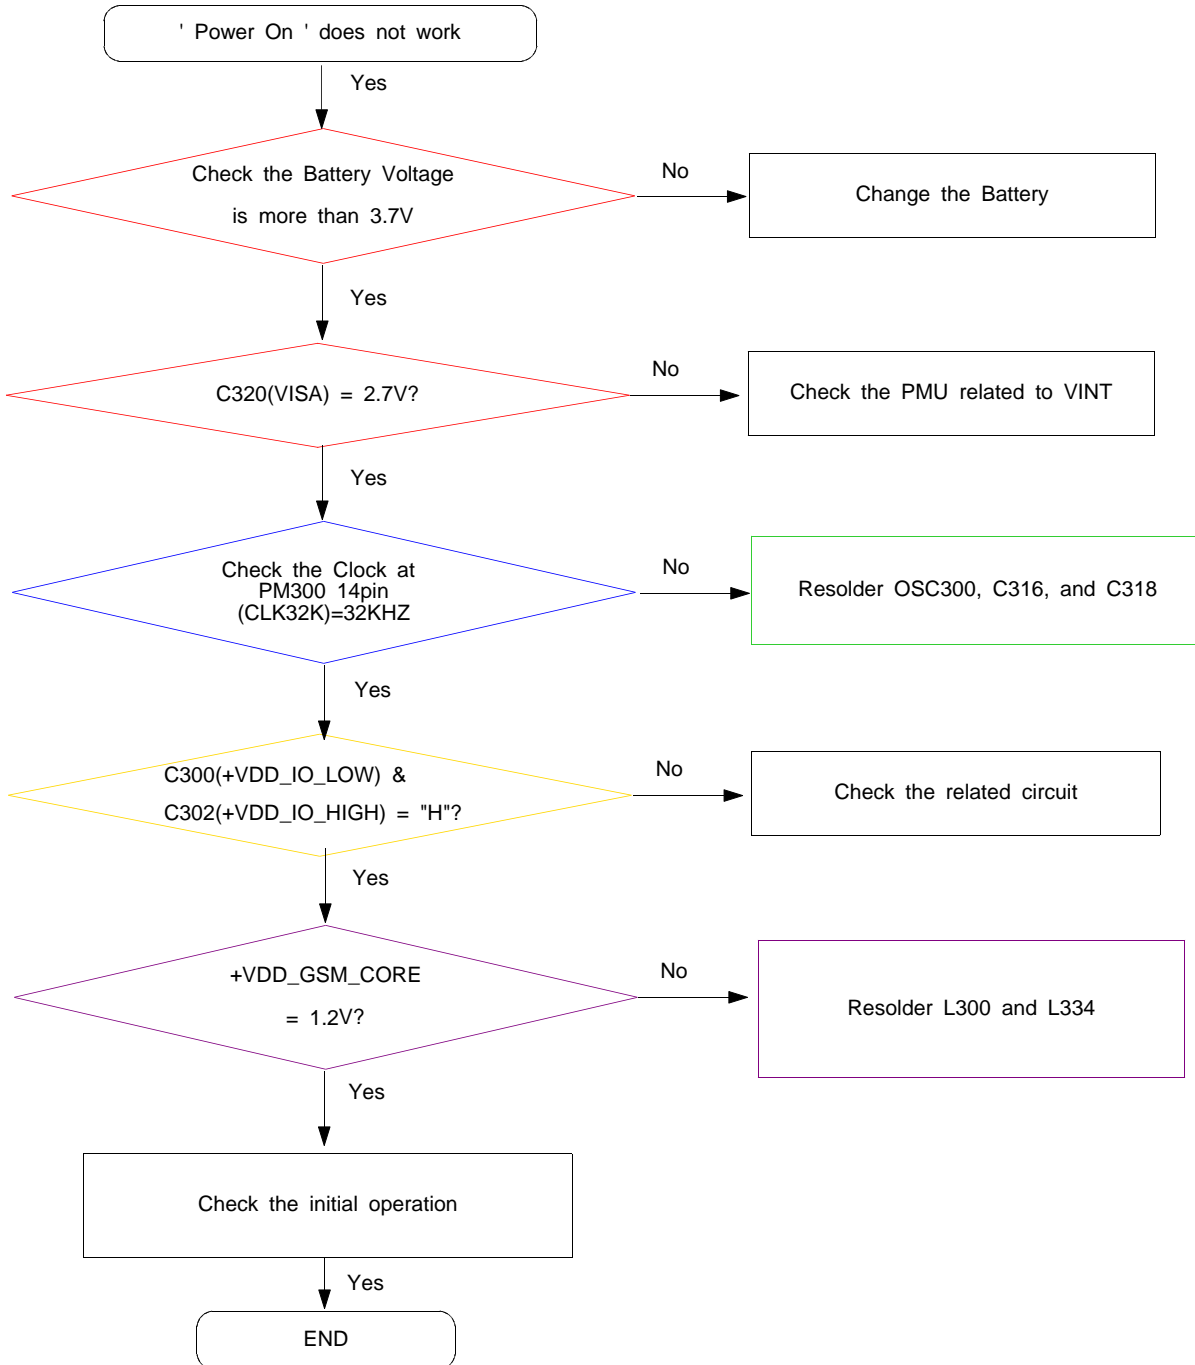 ' Power On ' does not work
Yes
Check the Battery Voltage
is more than 3.7V
No
Change the Battery
Yes
C320(VISA) = 2.7V?
No
Check the PMU related to VINT
Yes
Check the Clock at
PM300 14pin
(CLK32K)=32KHZ
No
Resolder OSC300, C316, and C318
Yes
C300(+VDD_IO_LOW) &
C302(+VDD_IO_HIGH) = "H"?
No
Check the related circuit
Yes
+VDD_GSM_CORE
= 1.2V?
No
Resolder L300 and L334
Yes
Check the initial operation
Yes
END